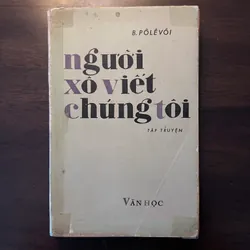 B. PÔLÊVÔI
người
xô viết
chúng tôi
TẬP TRUYỆN
VĂN HỌC